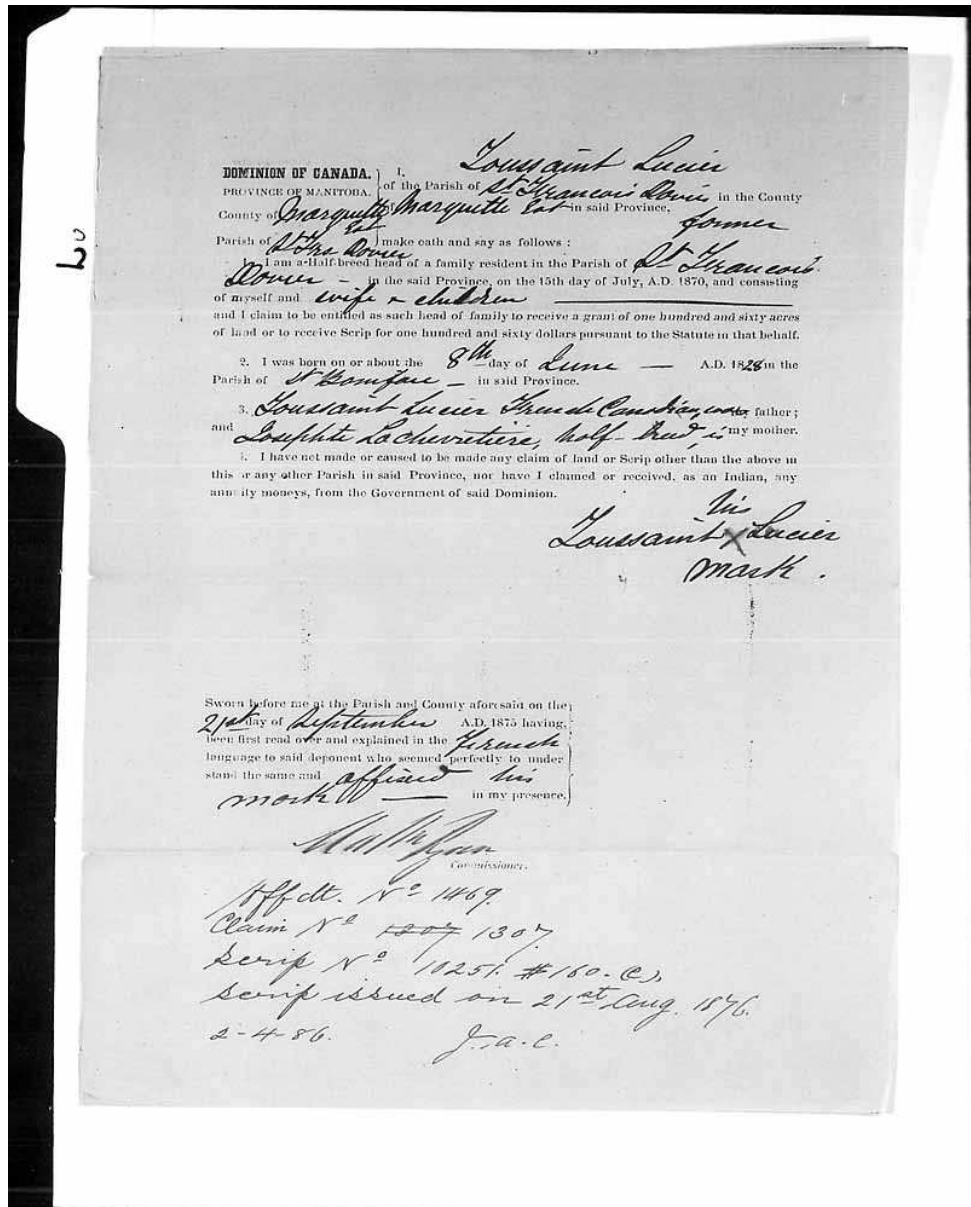 Toussaint Lucier
DOMINION OF CANADA. } I,
PROVINCE OF MANITOBA. of the Parish of St. Francois Xavier in the County
County of Marquette of Marquette East in said Province,
East farmer
Parish of St Frs Xavier } make oath and say as follows :
1. I am a Half-breed head of a family resident in the Parish of St. Francois
Xavier — in the said Province, on the 15th day of July, A.D. 1870, and consisting
of myself and wife & children
and I claim to be entitled as such head of family to receive a grant of one hundred and sixty acres
of land or to receive Scrip for one hundred and sixty dollars pursuant to the Statute in that behalf.
2. I was born on or about the 8th day of June — A.D. 1828 in the
Parish of St Boniface — in said Province.
3. Toussaint Lucier French Canadian, was father ;
and Josephte Lachevretiere, half-breed, is my mother.
4. I have not made or caused to be made any claim of land or Scrip other than the above in
this or any other Parish in said Province, nor have I claimed or received, as an Indian, any
annuity moneys, from the Government of said Dominion.
his
Toussaint X Lucier
mark.
Sworn before me at the Parish and County aforesaid on the
21st day of September A.D. 1875 having,
been first read over and explained in the French
language to said deponent who seemed perfectly to under
stand the same and affixed his
mark — in my presence.
Matt Ryan
Commissioner.
Affdt. No 1469.
Claim No 1307 1307.
Scrip No 10251. $160.
Scrip issued on 21st Aug. 1876.
2-4-86. J.A.C.